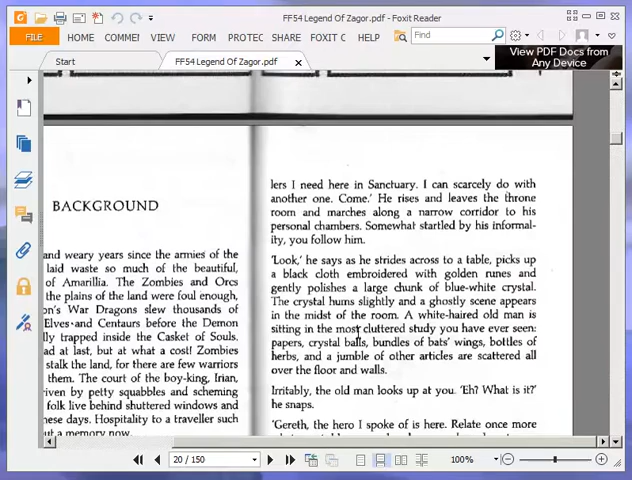 FF54 Legend Of Zagor.pdf - Foxit Reader
FILE HOME COMMEI VIEW FORM PROTEC SHARE FOXIT C HELP Find
Start FF54 Legend Of Zagor.pdf
View PDF Docs from
Any Device
BACKGROUND
and weary years since the armies of the
laid waste so much of the beautiful,
of Amarillia. The Zombies and Orcs
the plains of the land were foul enough,
on's War Dragons slew thousands of
Elves and Centaurs before the Demon
lly trapped inside the Casket of Souls.
ad at last, but at what a cost! Zombies
stalk the land, for there are few warriors
them. The court of the boy-king, Irian,
riven by petty squabbles and scheming
folk live behind shuttered windows and
hese days. Hospitality to a traveller such
ut a memory now.
lers I need here in Sanctuary. I can scarcely do with
another one. Come.' He rises and leaves the throne
room and marches along a narrow corridor to his
personal chambers. Somewhat startled by his informal-
ity, you follow him.
'Look,' he says as he strides across to a table, picks up
a black cloth embroidered with golden runes and
gently polishes a large chunk of blue-white crystal.
The crystal hums slightly and a ghostly scene appears
in the midst of the room. A white-haired old man is
sitting in the most cluttered study you have ever seen:
papers, crystal balls, bundles of bats' wings, bottles of
herbs, and a jumble of other articles are scattered all
over the floor and walls.
Irritably, the old man looks up at you. 'Eh? What is it?'
he snaps.
'Gereth, the hero I spoke of is here. Relate once more
20 / 150 100%